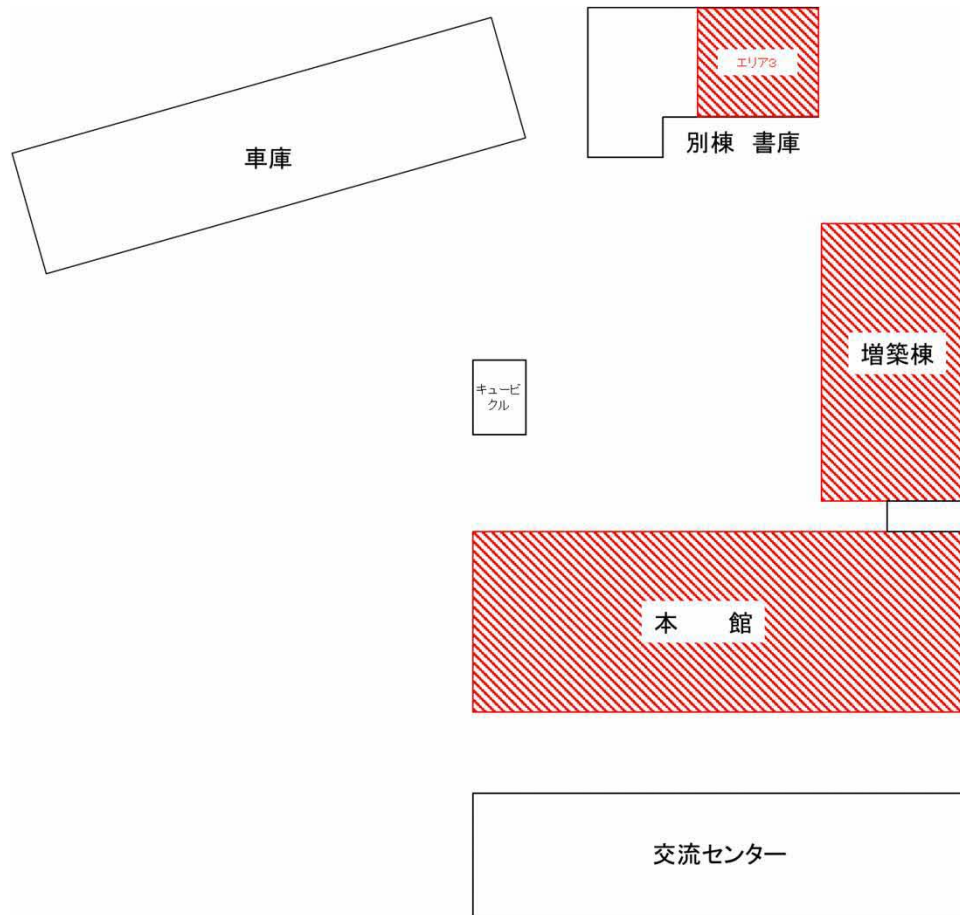 エリア3
車庫
別棟 書庫
増築棟
キュービ
クル
本 館
交流センター